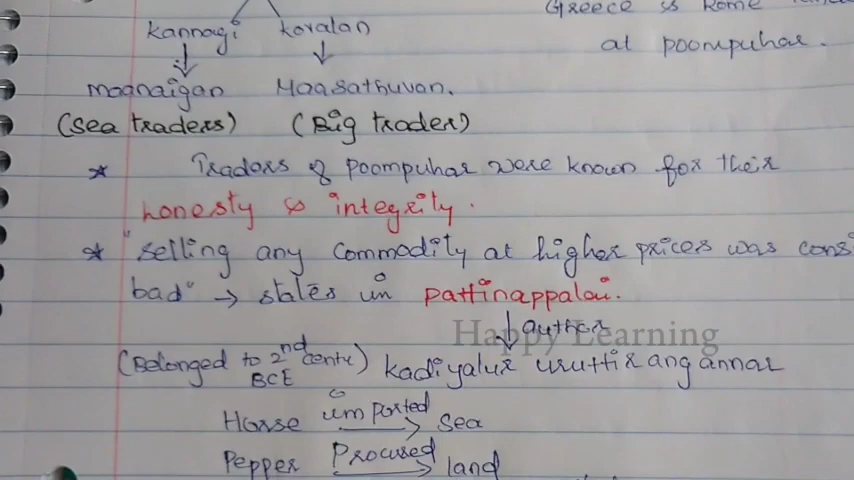 Greece & Rome
kannagi kovalan
at poompuhar.
maanaigan Maasathuvan.
(Sea traders) (Big trader)
* Traders of poompuhar were known for their
honesty & integrity.
* "selling any commodity at higher prices was cons
bad" → states in pattinappalai.
Happy Learning
author
(Belonged to 2nd centu) kadiyalur uruttirangannar
BCE
Horse imported → sea
Pepper Procured → land